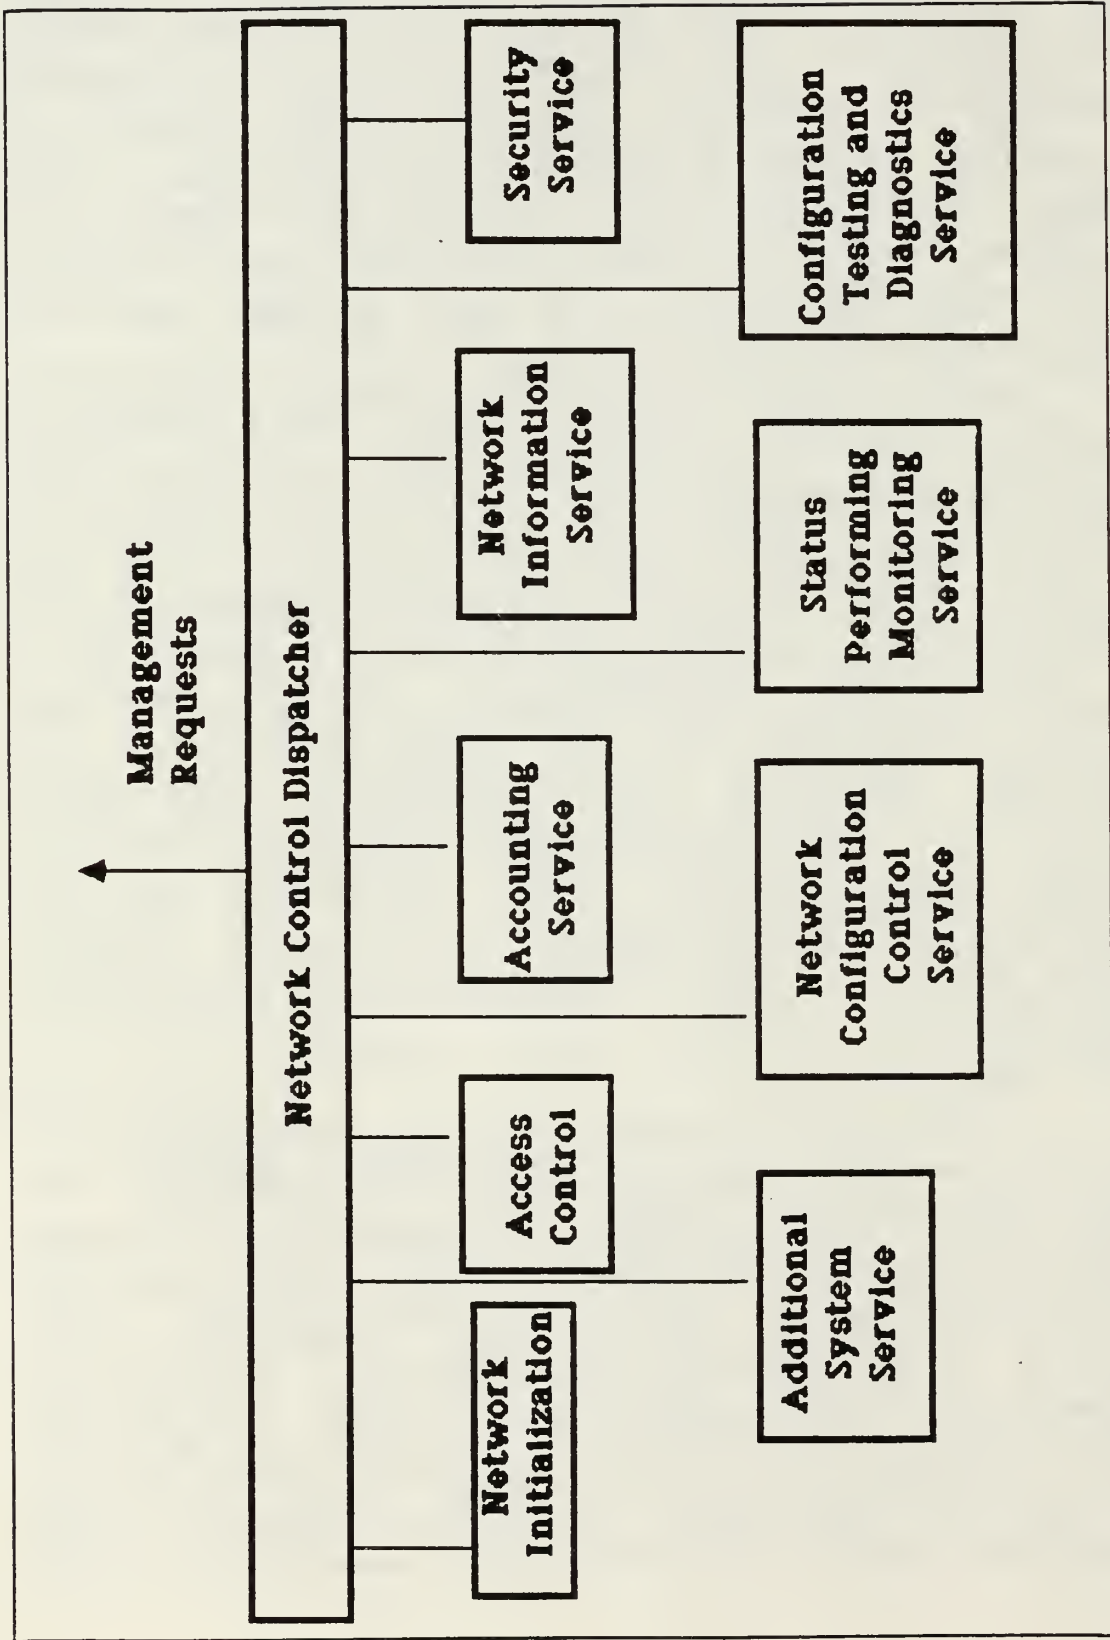 Management
Requests
Network Control Dispatcher
Network
Initialization
Access
Control
Accounting
Service
Network
Information
Service
Security
Service
Additional
System
Service
Network
Configuration
Control
Service
Status
Performing
Monitoring
Service
Configuration
Testing and
Diagnostics
Service